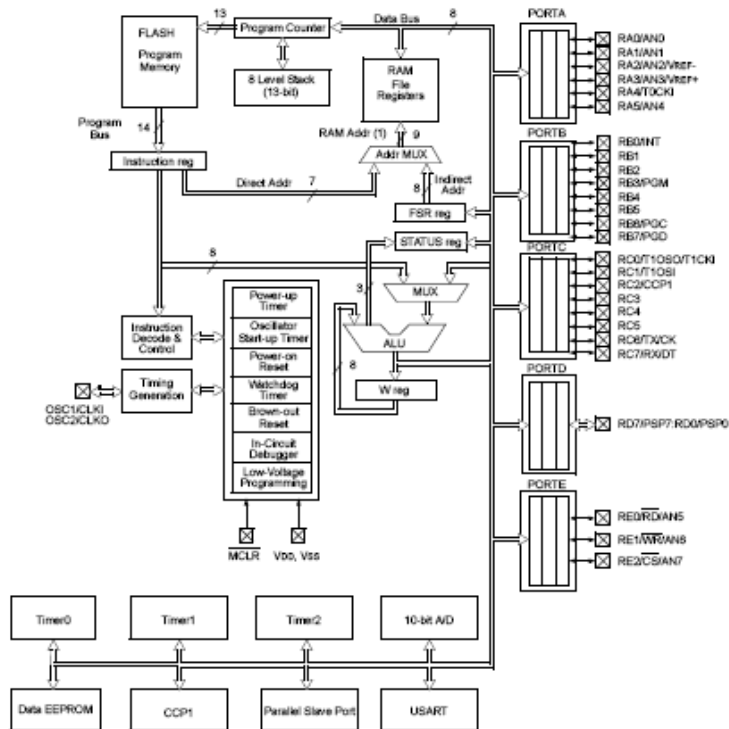 13
Data Bus
8
PORTA
FLASH
Program
Memory
Program Counter
8 Level Stack
(13-bit)
RAM
File
Registers
RA0/AN0
RA1/AN1
RA2/AN2/VREF-
RA3/AN3/VREF+
RA4/T0CKI
RA5/AN4
Program
Bus
14
RAM Addr (1)
9
PORTB
Instruction reg
Addr MUX
RB0/INT
RB1
RB2
RB3/PGM
RB4
RB5
RB6/PGC
RB7/PGD
Direct Addr
7
8
Indirect
Addr
FSR reg
STATUS reg
8
PORTC
RC0/T1OSO/T1CKI
RC1/T1OSI
RC2/CCP1
RC3
RC4
RC5
RC6/TX/CK
RC7/RX/DT
3
MUX
Power-up
Timer
Oscillator
Start-up Timer
Power-on
Reset
Watchdog
Timer
Brown-out
Reset
In-Circuit
Debugger
Low-Voltage
Programming
Instruction
Decode &
Control
ALU
8
W reg
Timing
Generation
OSC1/CLKI
OSC2/CLKO
PORTD
RD7/PSP7:RD0/PSP0
MCLR
VDD, VSS
PORTE
RE0/RD/AN5
RE1/WR/AN6
RE2/CS/AN7
Timer0
Timer1
Timer2
10-bit A/D
Data EEPROM
CCP1
Parallel Slave Port
USART